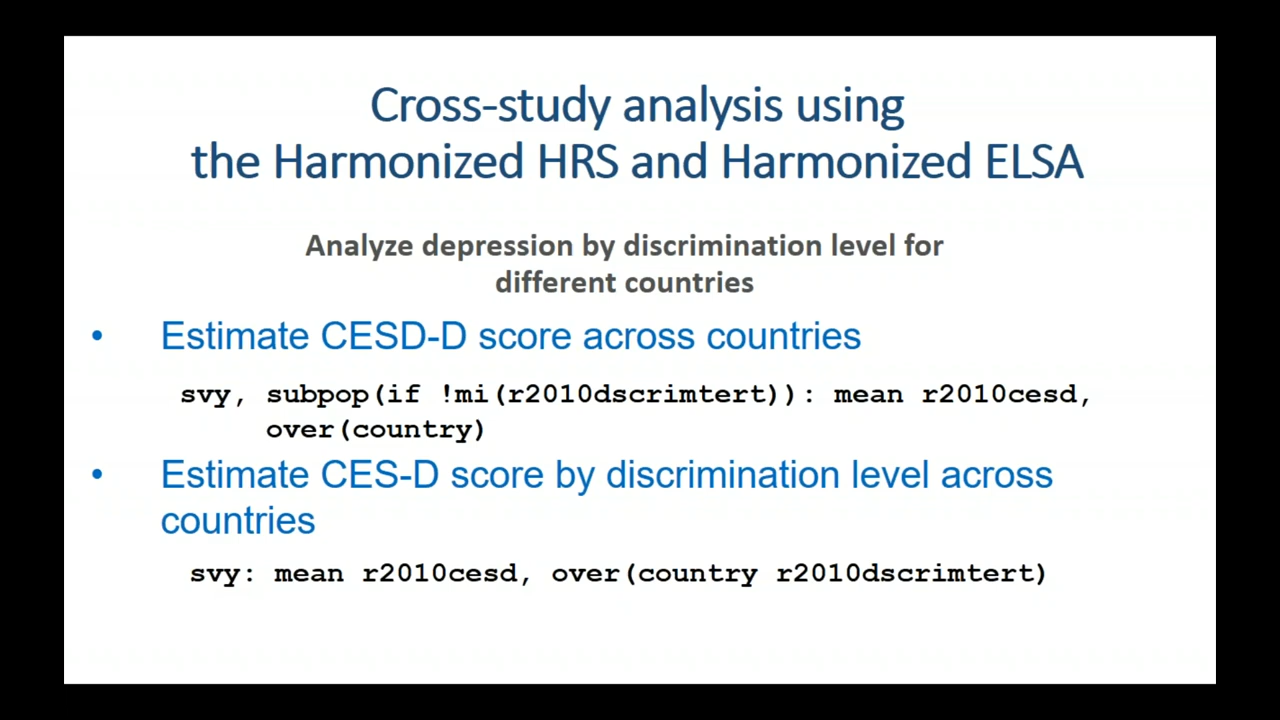 Cross-study analysis using
the Harmonized HRS and Harmonized ELSA
Analyze depression by discrimination level for
different countries
• Estimate CESD-D score across countries
svy, subpop(if !mi(r2010dscrimtert)): mean r2010cesd,
over(country)
• Estimate CES-D score by discrimination level across
countries
svy: mean r2010cesd, over(country r2010dscrimtert)